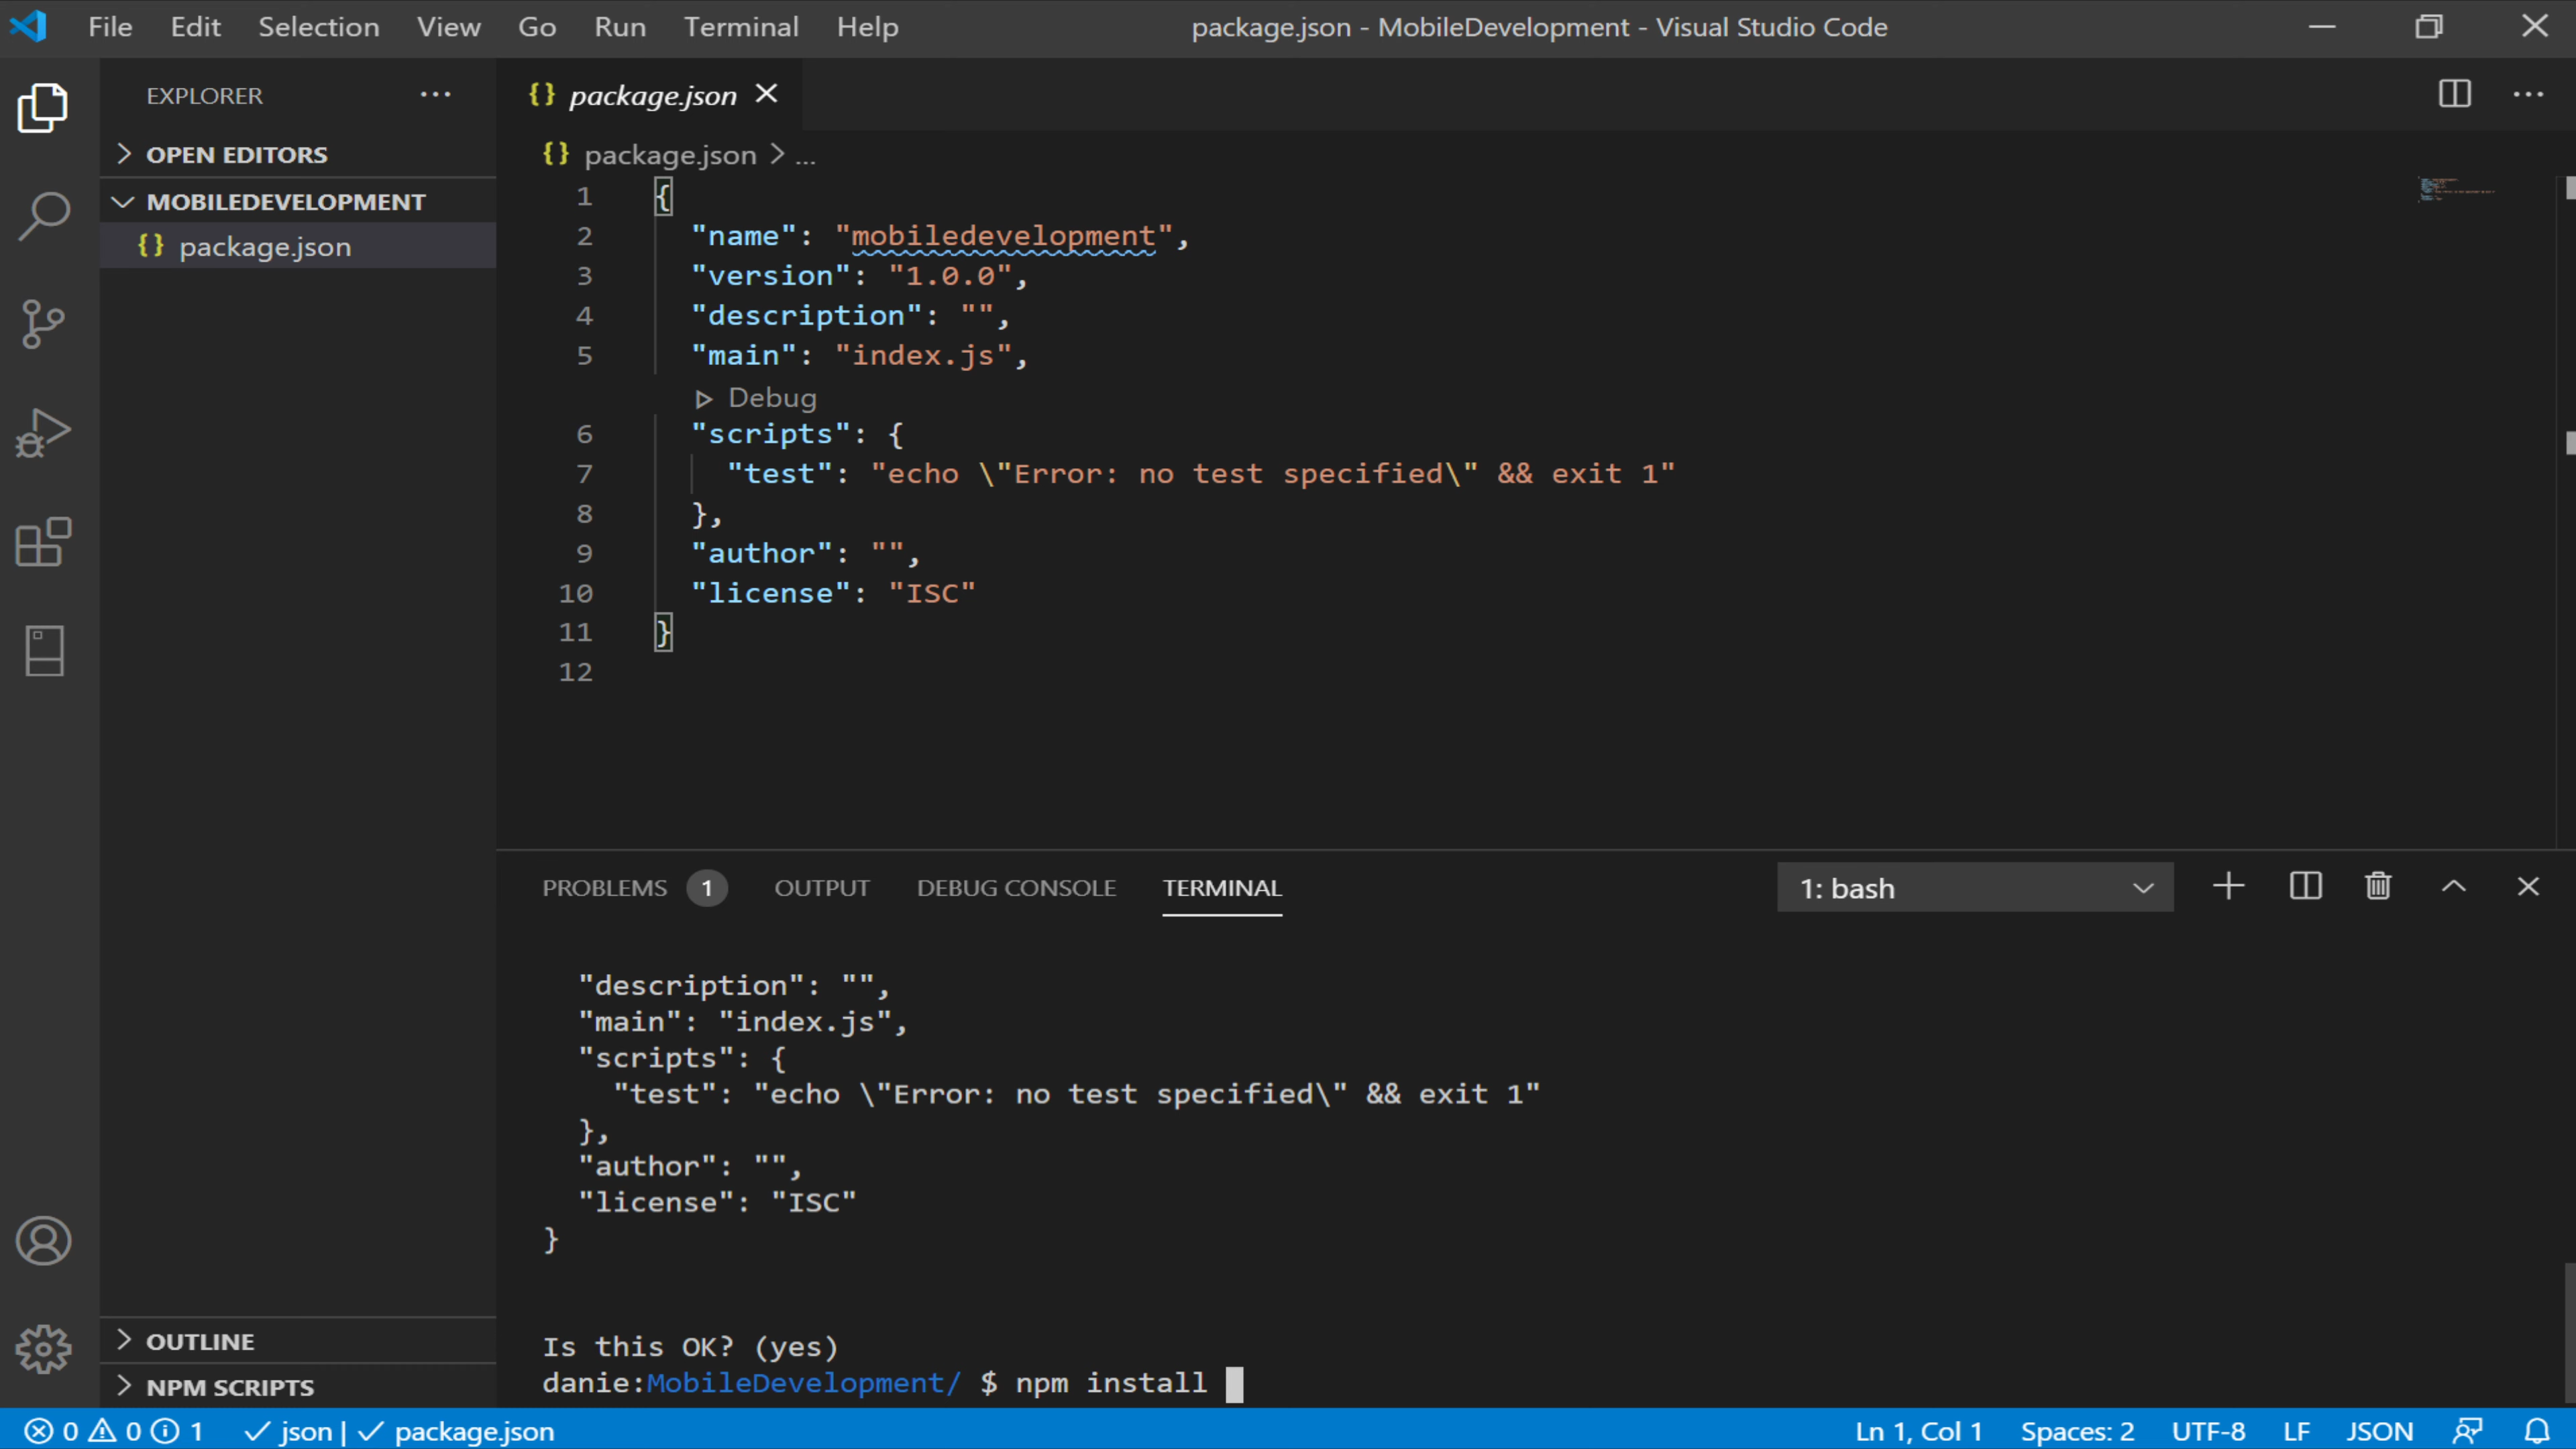 File Edit Selection View Go Run Terminal Help package.json - MobileDevelopment - Visual Studio Code
EXPLORER
OPEN EDITORS
MOBILEDEVELOPMENT
{} package.json
{} package.json
{} package.json > ...
1 {
2 "name": "mobiledevelopment",
3 "version": "1.0.0",
4 "description": "",
5 "main": "index.js",
Debug
6 "scripts": {
7 "test": "echo \"Error: no test specified\" && exit 1"
8 },
9 "author": "",
10 "license": "ISC"
11 }
12
PROBLEMS 1 OUTPUT DEBUG CONSOLE TERMINAL 1: bash
"description": "",
"main": "index.js",
"scripts": {
"test": "echo \"Error: no test specified\" && exit 1"
},
"author": "",
"license": "ISC"
}
Is this OK? (yes)
danie:MobileDevelopment/ $ npm install
OUTLINE
NPM SCRIPTS
0 0 1 json | package.json Ln 1, Col 1 Spaces: 2 UTF-8 LF JSON